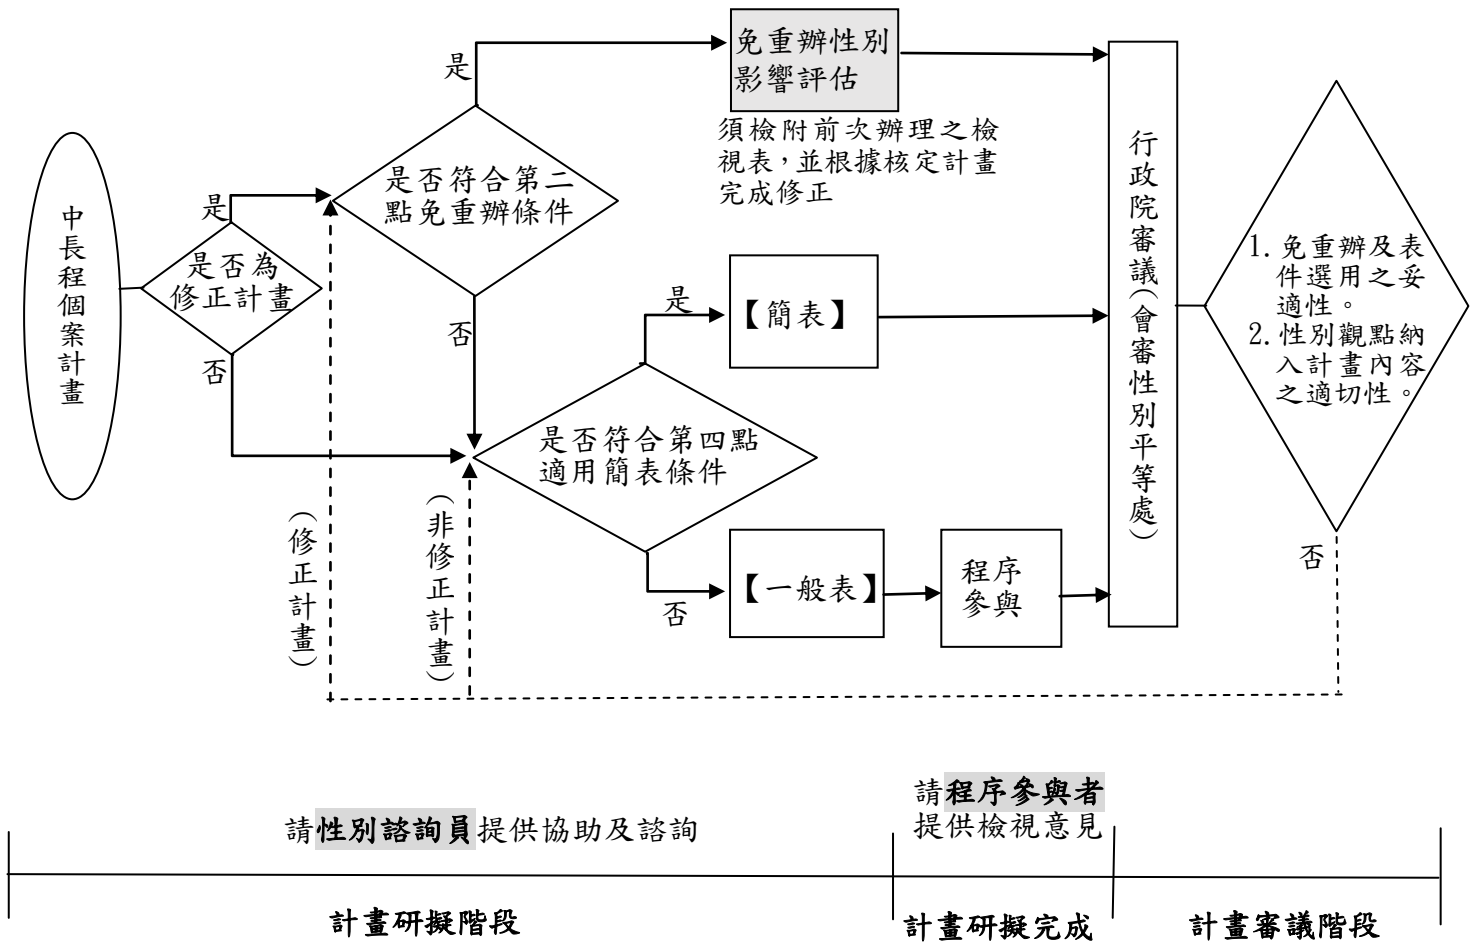 中長程個案計畫
是否為
修正計畫
是
否
是否符合第二
點免重辦條件
是
否
免重辦性別
影響評估
須檢附前次辦理之檢
視表，並根據核定計畫
完成修正
是否符合第四點
適用簡表條件
是
否
【簡表】
【一般表】
程序
參與
行政院審議（會審性別平等處）
1. 免重辦及表
件選用之妥
適性。
2. 性別觀點納
入計畫內容
之適切性。
否
（修正計畫）
（非修正計畫）
請性別諮詢員提供協助及諮詢
請程序參與者
提供檢視意見
計畫研擬階段
計畫研擬完成
計畫審議階段